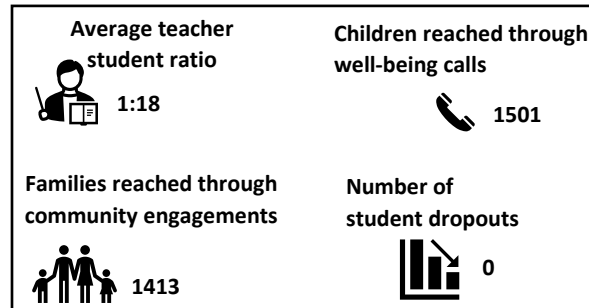 Average teacher
student ratio
1:18
Children reached through
well-being calls
1501
Families reached through
community engagements
1413
Number of
student dropouts
0